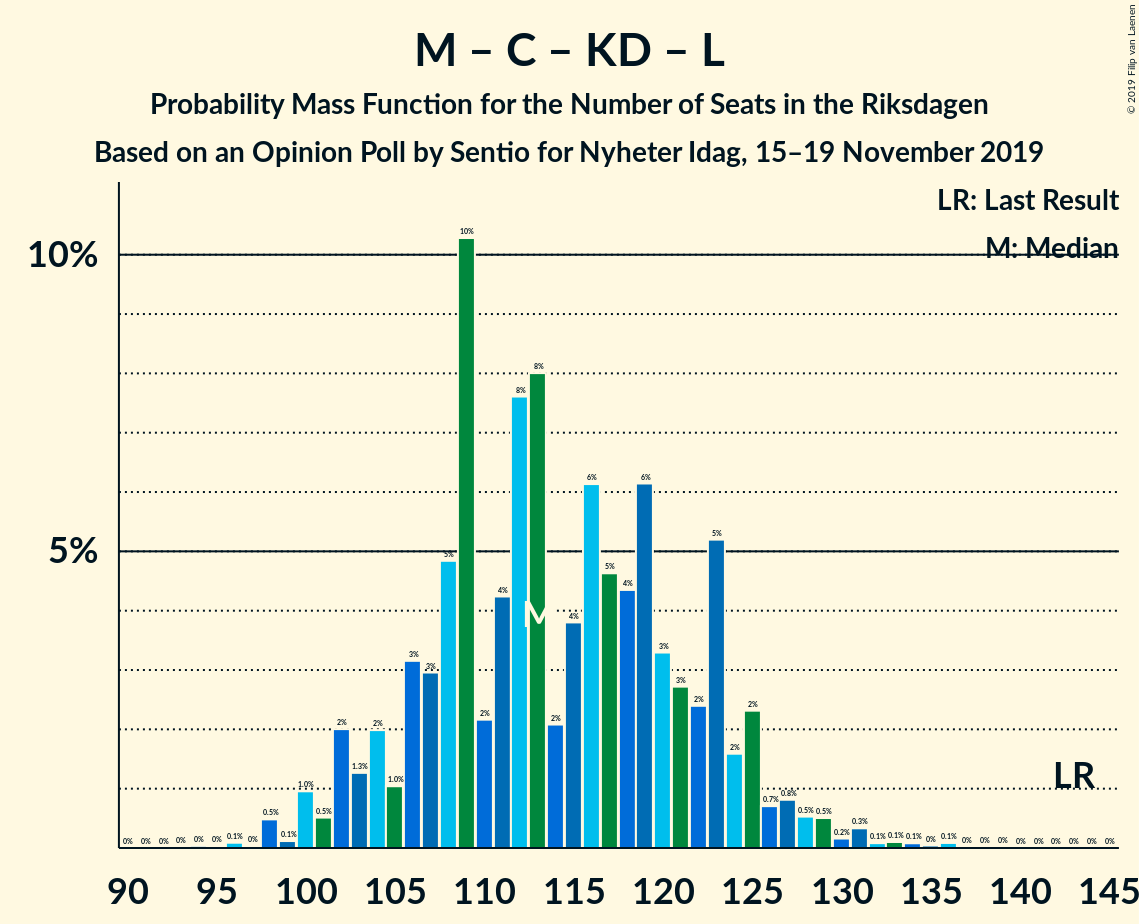 M – C – KD – L
Probability Mass Function for the Number of Seats in the Riksdagen
Based on an Opinion Poll by Sentio for Nyheter Idag, 15–19 November 2019
© 2019 Filip van Laenen
LR: Last Result
M: Median
10%
5%
0% 0% 0% 0% 0% 0% 0.1% 0% 0.5% 0.1% 1.0% 0.5% 2% 1.3% 2% 1.0% 3% 3% 5% 10% 2% 4% 8% 8% 2% 4% 6% 5% 4% 6% 3% 3% 2% 5% 2% 2% 0.7% 0.8% 0.5% 0.5% 0.2% 0.3% 0.1% 0.1% 0.1% 0% 0.1% 0% 0% 0% 0% 0% 0% 0% 0% 0%
M
LR
90 95 100 105 110 115 120 125 130 135 140 145